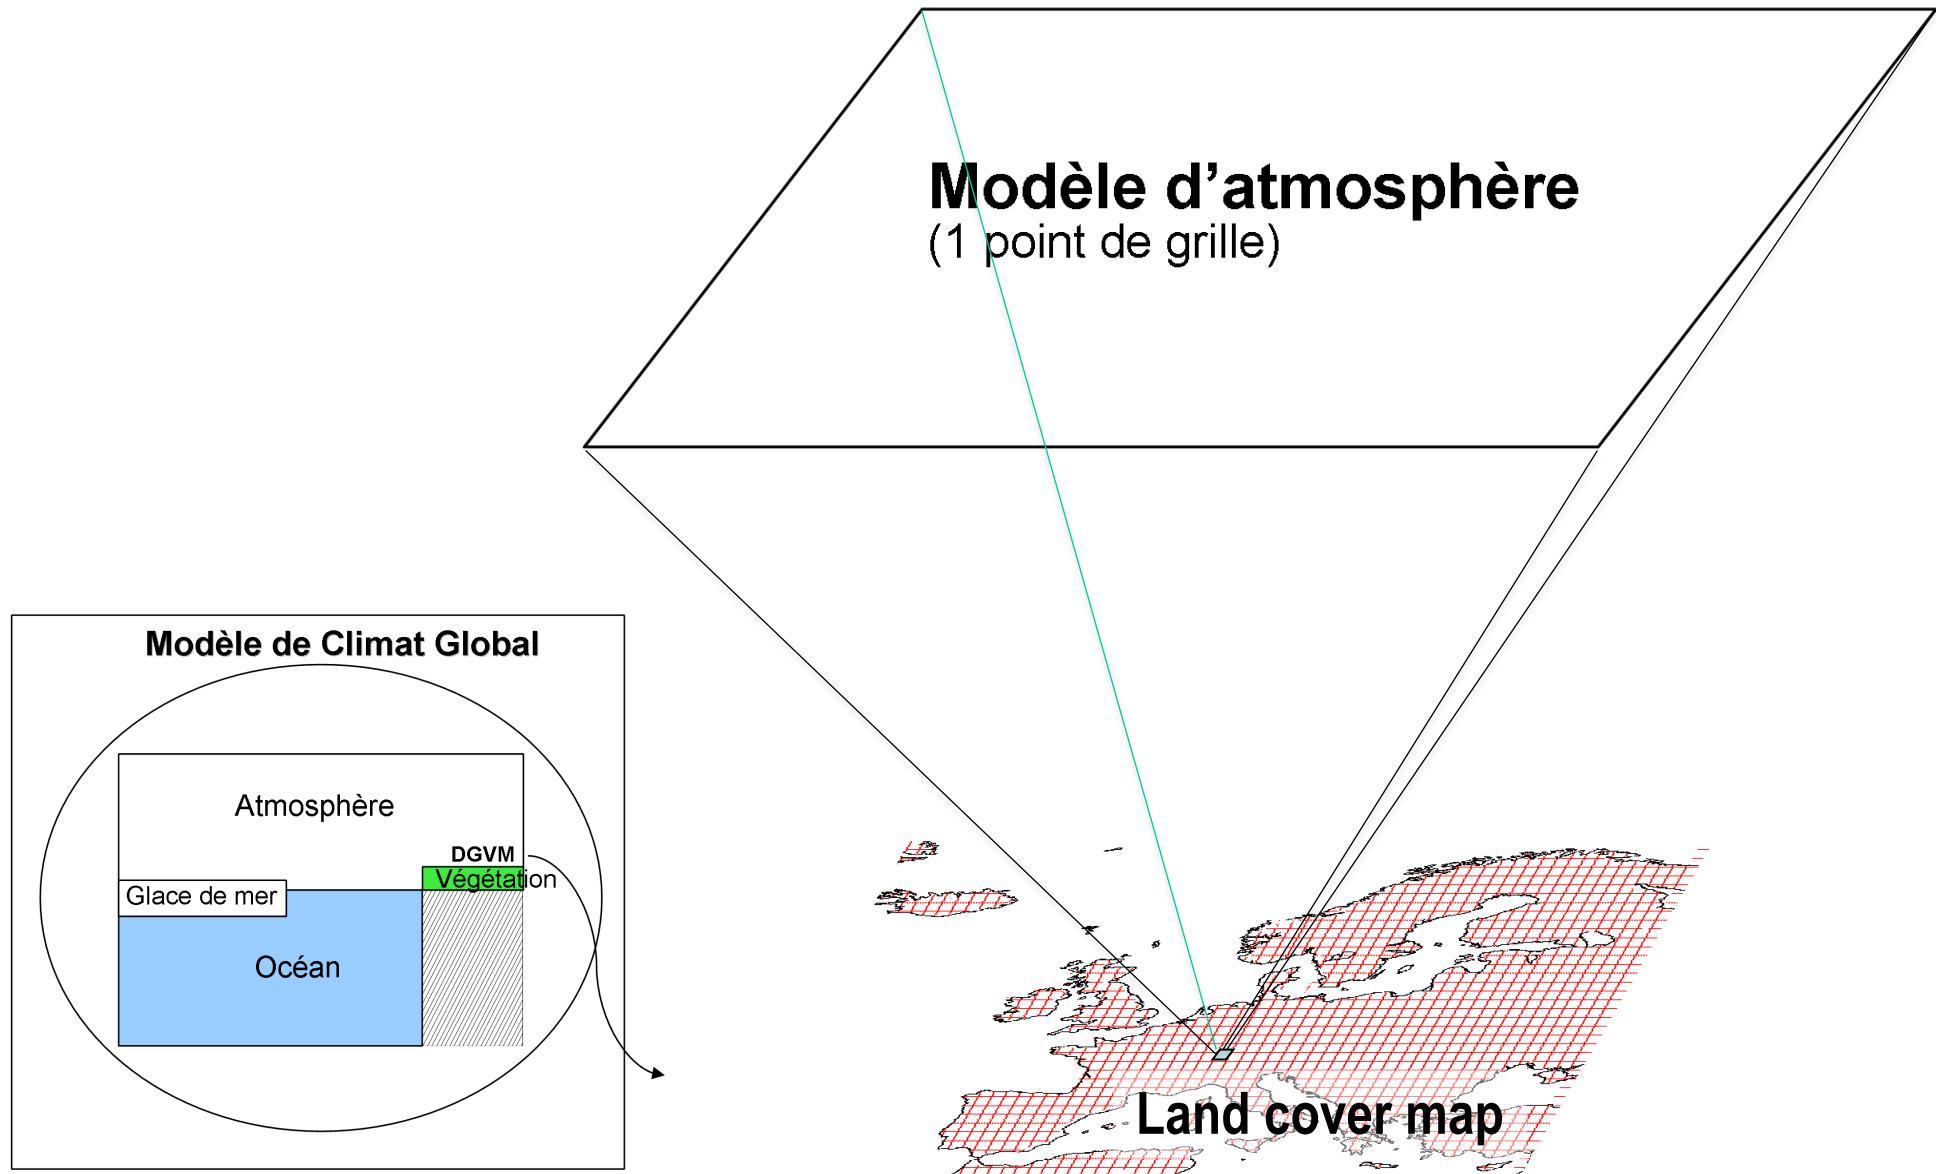 Modèle d’atmosphère
(1 point de grille)
Modèle de Climat Global
Atmosphère
DGVM
Végétation
Glace de mer
Océan
Land cover map